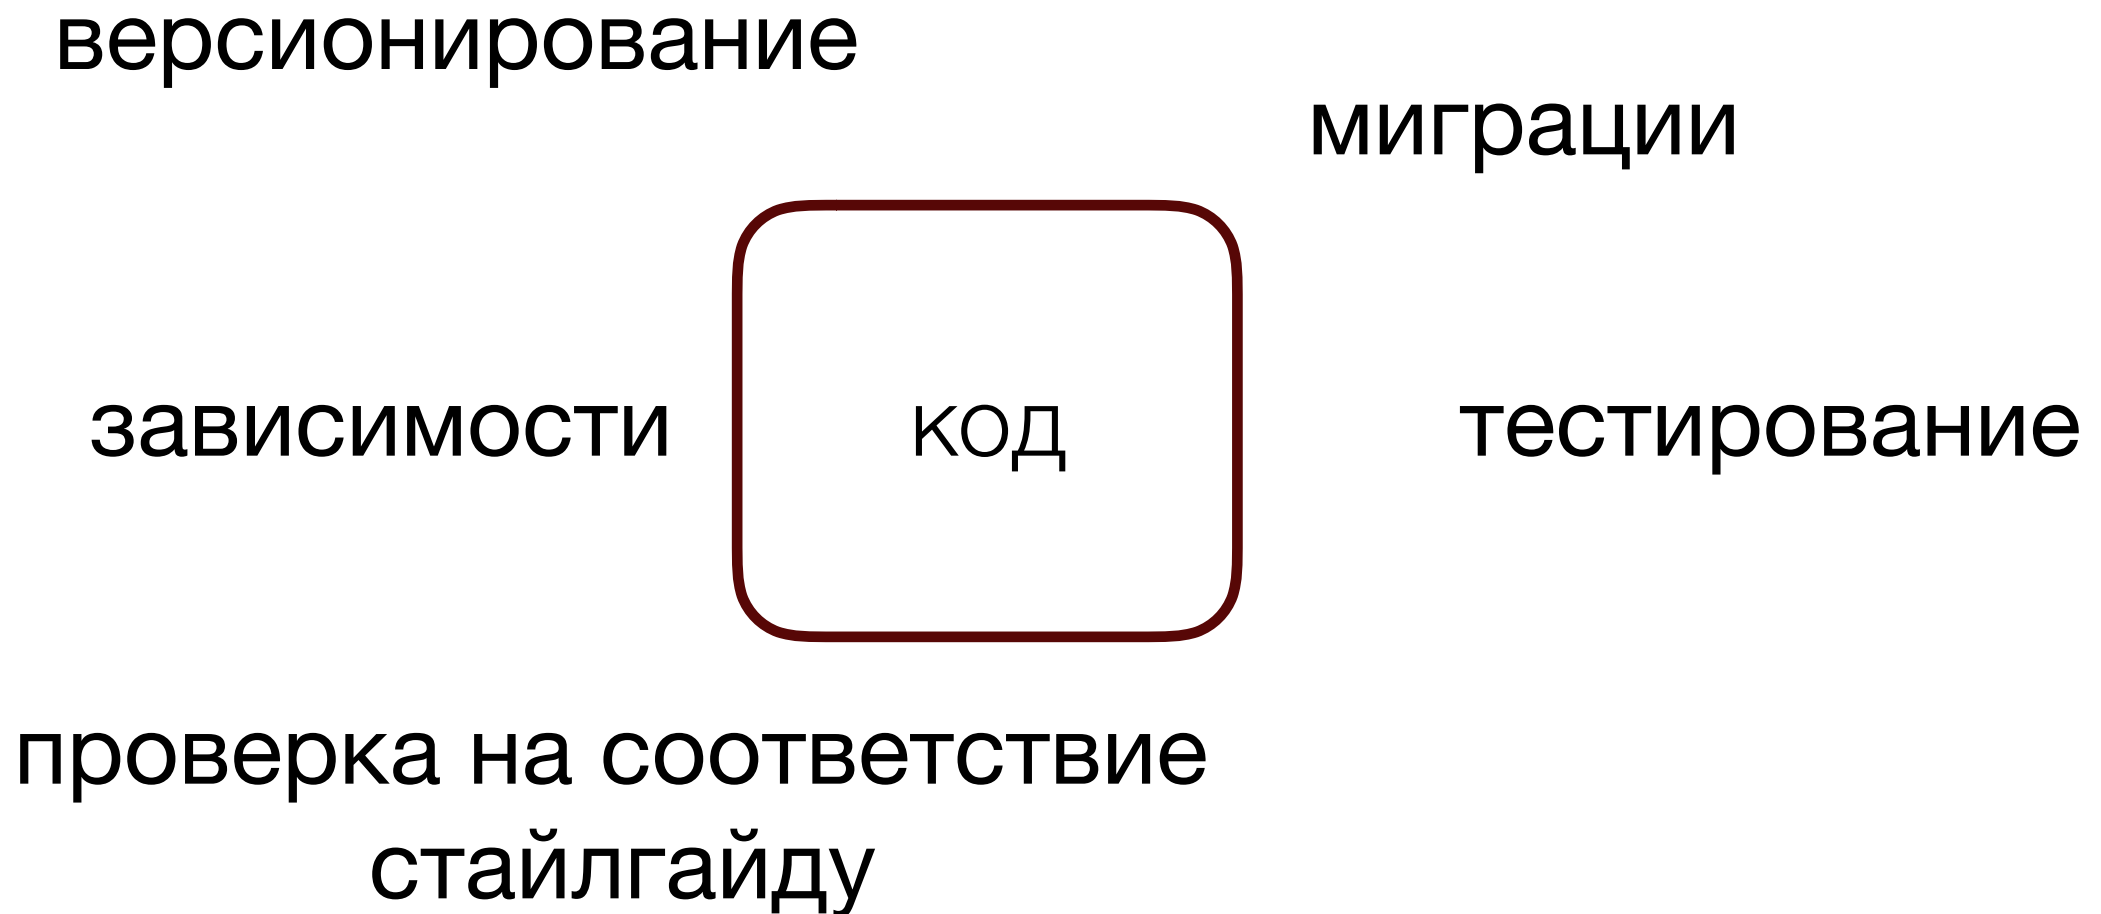 версионирование
миграции
зависимости
код
тестирование
проверка на соответствие
стайлгайду